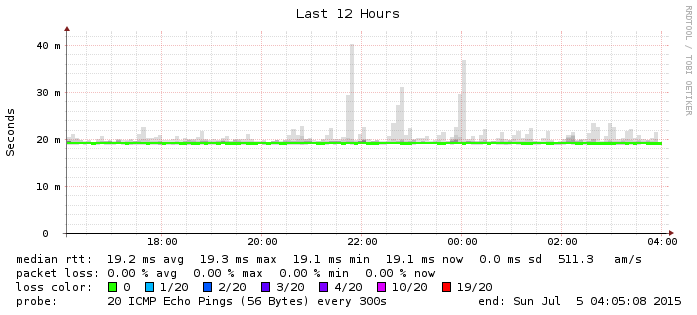 Last 12 Hours
RRDTOOL / TOBI OETIKER
Seconds
40 m
30 m
20 m
10 m
0
18:00 20:00 22:00 00:00 02:00 04:00
median rtt: 19.2 ms avg 19.3 ms max 19.1 ms min 19.1 ms now 0.0 ms sd 511.3 am/s
packet loss: 0.00 % avg 0.00 % max 0.00 % min 0.00 % now
loss color: 0 1/20 2/20 3/20 4/20 10/20 19/20
probe: 20 ICMP Echo Pings (56 Bytes) every 300s end: Sun Jul 5 04:05:08 2015